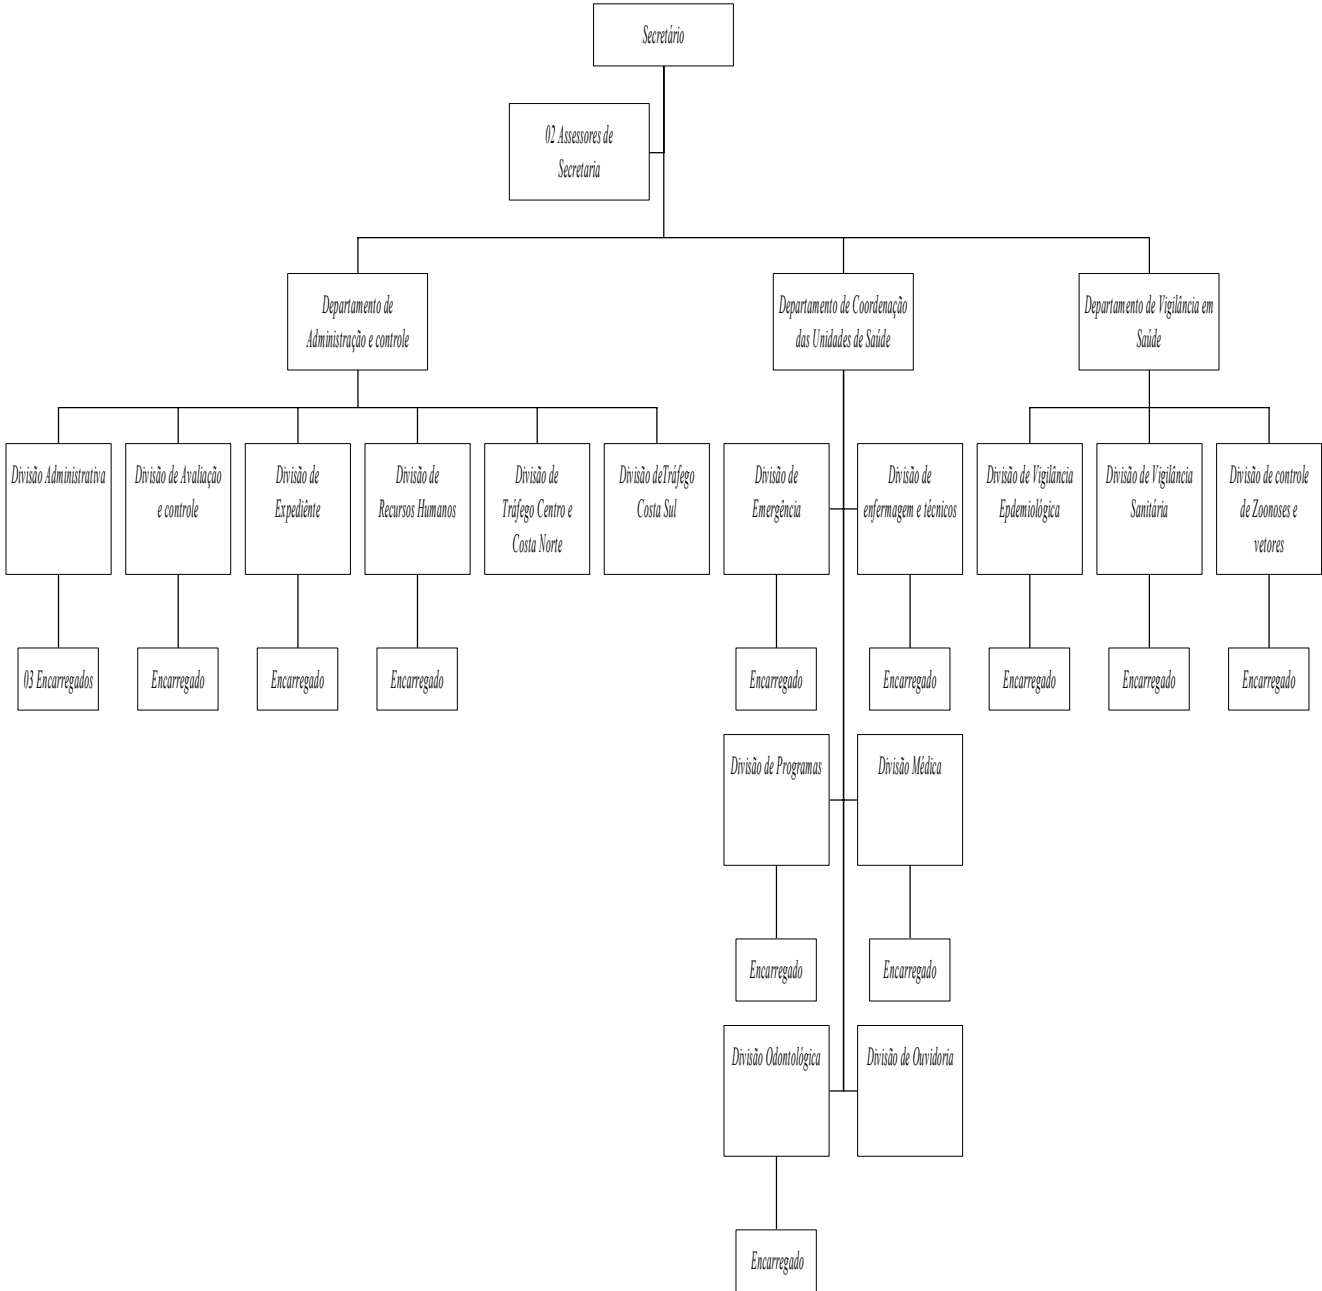 Secretário
02 Assessores de
Secretaria
Departamento de
Administração e controle
Departamento de Coordenação
das Unidades de Saúde
Departamento de Vigilância em
Saúde
Divisão Administrativa
Divisão de Avaliação
e controle
Divisão de
Expediênte
Divisão de
Recursos Humanos
Divisão de
Tráfego Centro e
Costa Norte
Divisão deTráfego
Costa Sul
Divisão de
Emergência
Divisão de
enfermagem e técnicos
Divisão de Vigilância
Epdemiológica
Divisão de Vigilância
Sanitária
Divisão de controle
de Zoonoses e
vetores
03 Encarregados
Encarregado
Encarregado
Encarregado
Encarregado
Encarregado
Encarregado
Encarregado
Encarregado
Divisão de Programas
Divisão Médica
Encarregado
Encarregado
Divisão Odontológica
Divisão de Ouvidoria
Encarregado